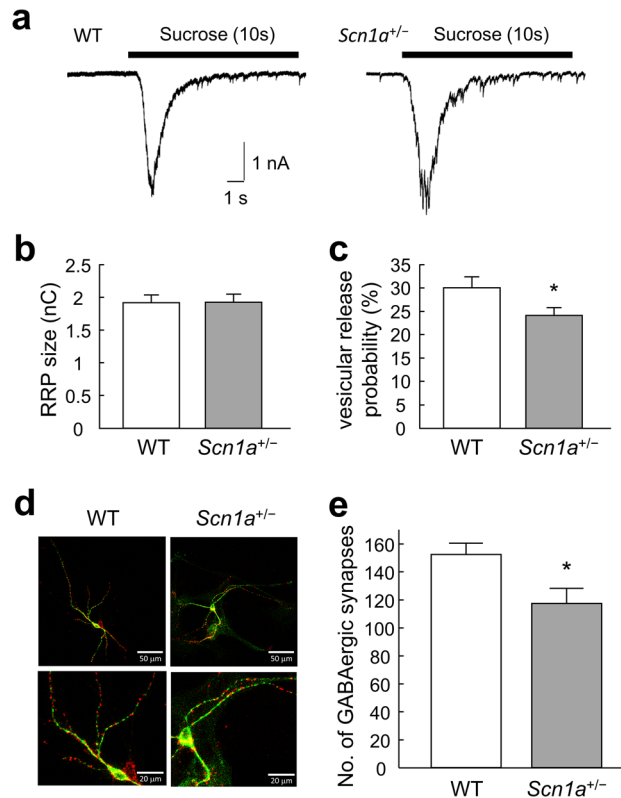 a
WT Sucrose (10s)
Scn1a+/− Sucrose (10s)
1 nA
1 s
b
RRP size (nC)
2.5
2
1.5
1
0.5
0
WT Scn1a+/−
c
vesicular release
probability (%)
35
30
25
20
15
10
5
0
*
WT Scn1a+/−
d
WT Scn1a+/−
50 μm 50 μm
20 μm 20 μm
e
No. of GABAergic synapses
160
140
120
100
80
60
40
20
0
*
WT Scn1a+/−